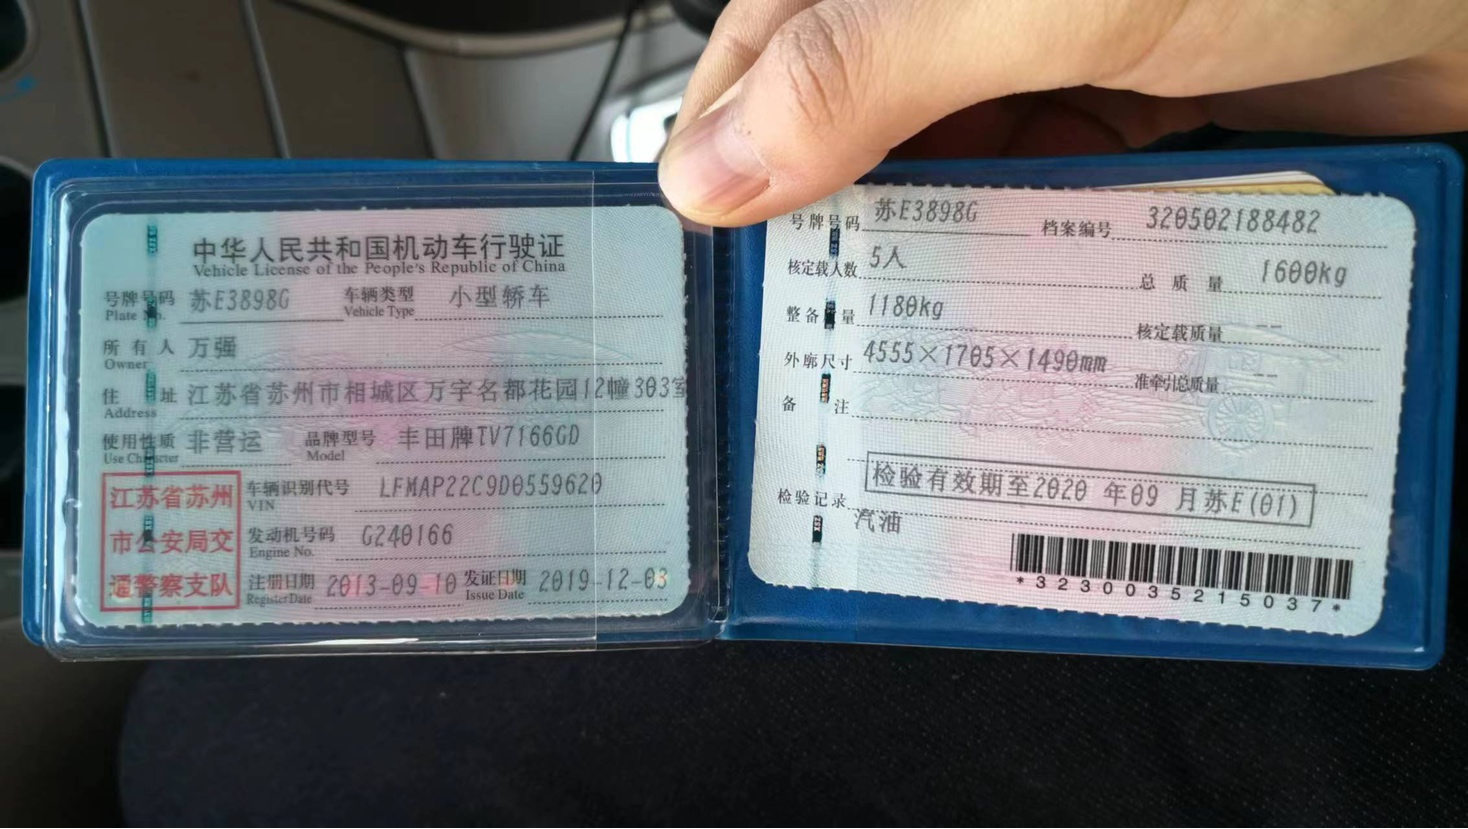 中华人民共和国机动车行驶证
Vehicle License of the People's Republic of China
号牌号码 苏E3898G 车辆类型 小型轿车
Plate No. Vehicle Type
所有人 万强
Owner
住址 江苏省苏州市相城区万宇名都花园12幢303室
Address
使用性质 非营运 品牌型号 丰田牌TV7166GD
Use Character Model
江苏省苏州
市公安局交
通警察支队
车辆识别代号 LFMAP22C9D0559620
VIN
发动机号码 G240166
Engine No.
注册日期 2013-09-10 发证日期 2019-12-03
Register Date Issue Date
号牌号码 苏E3898G 档案编号 320502188482
核定载人数 5人 总质量 1600kg
整备质量 1180kg 核定载质量 --
外廓尺寸 4555×1705×1490mm 准牵引总质量 --
备注
检验有效期至2020年09月苏E(01)
检验记录
汽油
*3230035215037*